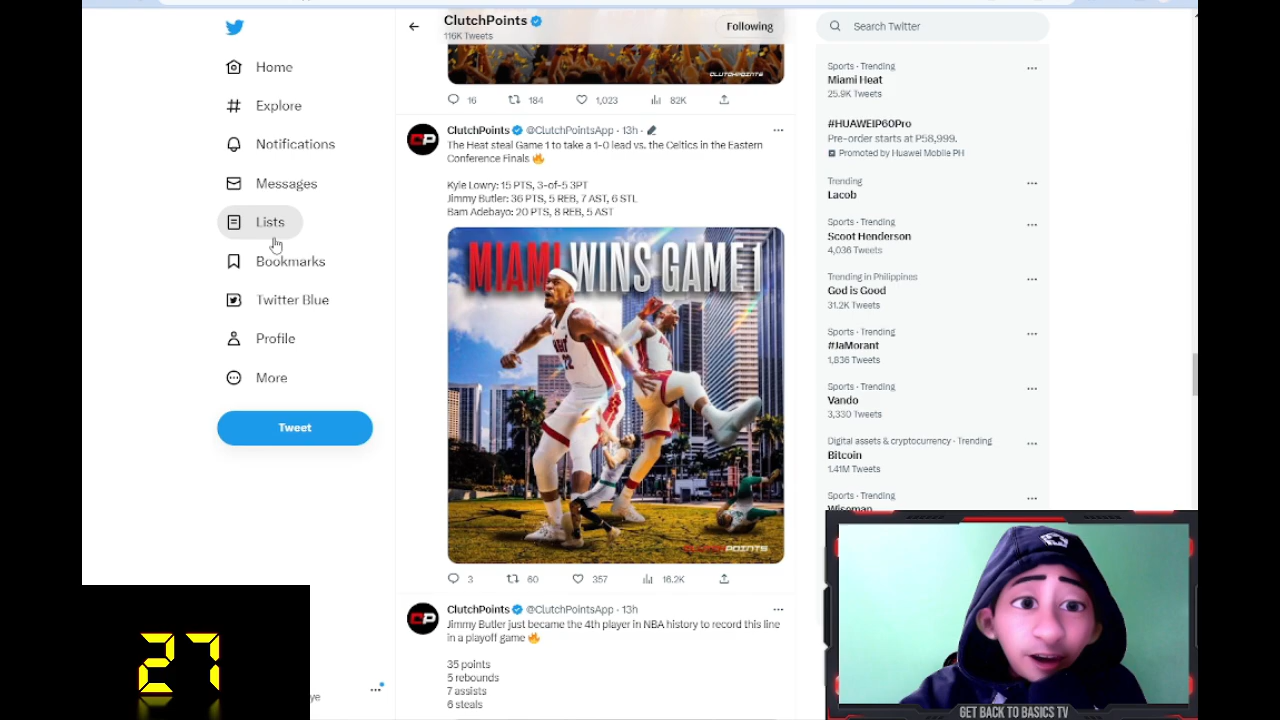 Home
Explore
Notifications
Messages
Lists
Bookmarks
Twitter Blue
Profile
More
Tweet
27
ClutchPoints
116K Tweets
Following
CLUTCHPOINTS
16 184 1,023 82K
ClutchPoints @ClutchPointsApp · 13h ·
The Heat steal Game 1 to take a 1-0 lead vs. the Celtics in the Eastern
Conference Finals 🔥
Kyle Lowry: 15 PTS, 3-of-5 3PT
Jimmy Butler: 36 PTS, 5 REB, 7 AST, 6 STL
Bam Adebayo: 20 PTS, 8 REB, 5 AST
MIAMI WINS GAME 1
CLUTCHPOINTS
3 60 357 16.2K
ClutchPoints @ClutchPointsApp · 13h
Jimmy Butler just became the 4th player in NBA history to record this line
in a playoff game 🔥
35 points
5 rebounds
7 assists
6 steals
Search Twitter
Sports · Trending
Miami Heat
25.9K Tweets
#HUAWEIP60Pro
Pre-order starts at P58,999.
Promoted by Huawei Mobile PH
Trending
Lacob
Sports · Trending
Scoot Henderson
4,036 Tweets
Trending in Philippines
God is Good
31.2K Tweets
Sports · Trending
#JaMorant
1,836 Tweets
Sports · Trending
Vando
3,330 Tweets
Digital assets & cryptocurrency · Trending
Bitcoin
1.41M Tweets
Sports · Trending
Wiseman
GET BACK TO BASICS TV